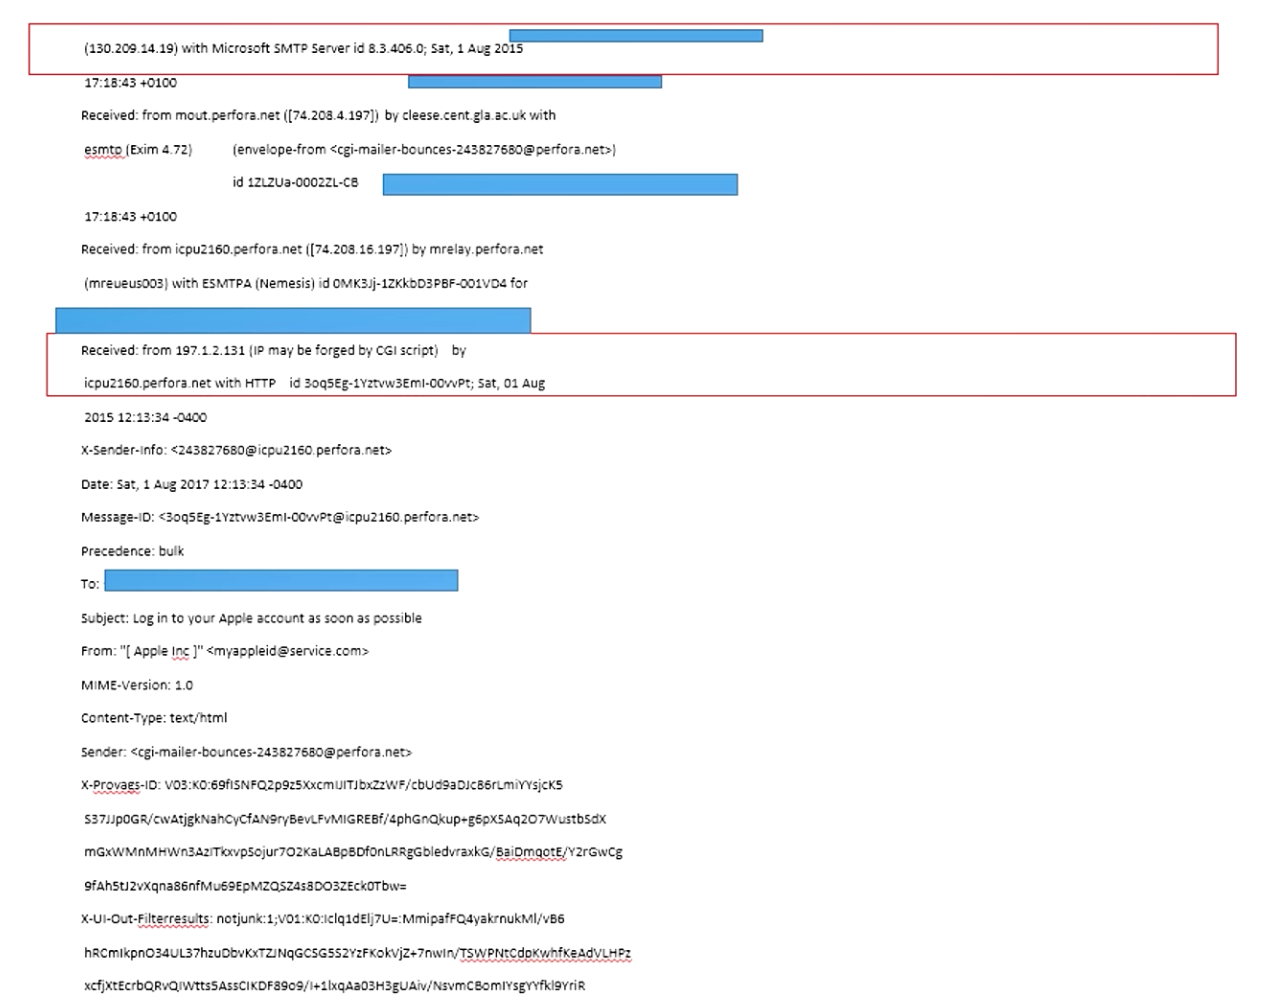 (130.209.14.19) with Microsoft SMTP Server id 8.3.406.0; Sat, 1 Aug 2015
17:18:43 +0100
Received: from mout.perfora.net ([74.208.4.197]) by cleese.cent.gla.ac.uk with
esmtp (Exim 4.72) (envelope-from <cgi-mailer-bounces-243827680@perfora.net>)
id 1ZLZUa-0002ZL-CB
17:18:43 +0100
Received: from icpu2160.perfora.net ([74.208.16.197]) by mrelay.perfora.net
(mreueus003) with ESMTPA (Nemesis) id 0MK3Jj-1ZKkbD3PBF-001VD4 for
Received: from 197.1.2.131 (IP may be forged by CGI script) by
icpu2160.perfora.net with HTTP id 3oq5Eg-1Yztvw3EmI-00vvPt; Sat, 01 Aug
2015 12:13:34 -0400
X-Sender-Info: <243827680@icpu2160.perfora.net>
Date: Sat, 1 Aug 2017 12:13:34 -0400
Message-ID: <3oq5Eg-1Yztvw3EmI-00vvPt@icpu2160.perfora.net>
Precedence: bulk
To:
Subject: Log in to your Apple account as soon as possible
From: "[ Apple Inc ]" <myappleid@service.com>
MIME-Version: 1.0
Content-Type: text/html
Sender: <cgi-mailer-bounces-243827680@perfora.net>
X-Provags-ID: V03:K0:69fISNFQ2p9z5XxcmIJITJbxZzWF/cbUd9aDJcB6rLmiYYsjcK5
S37JJp0GR/cwAtjgkNahCyCfAN9ryBevLFvMIGREBf/4phGnQkup+g6pXSAq2O7WustbSdX
mGxWMnMHWn3AzITkxvpSojur7O2KaLABpBDf0nLRRgGbledvraxkG/BaiDmqotE/Y2rGwCg
9fAh5tJ2vXqna86nfMu69EpMZQSZ4s8DO3ZEck0Tbw=
X-UI-Out-Filterresults: notjunk:1;V01:K0:Iclq1dElj7U=:MmipafFQ4yakrnukMl/vB6
hRCmIkpnO34UL37hzuDbvKxTZJNqGCSG5S2YzFKokVjZ+7nwIn/TSWPNtCdpKwhfKeAdVLHPz
xcfjXtEcrbQRvQIWtts5AssCIKDF89o9/I+1lxqAa03H3gUAiv/NsvmCBomIYsgYYfkl9YriR